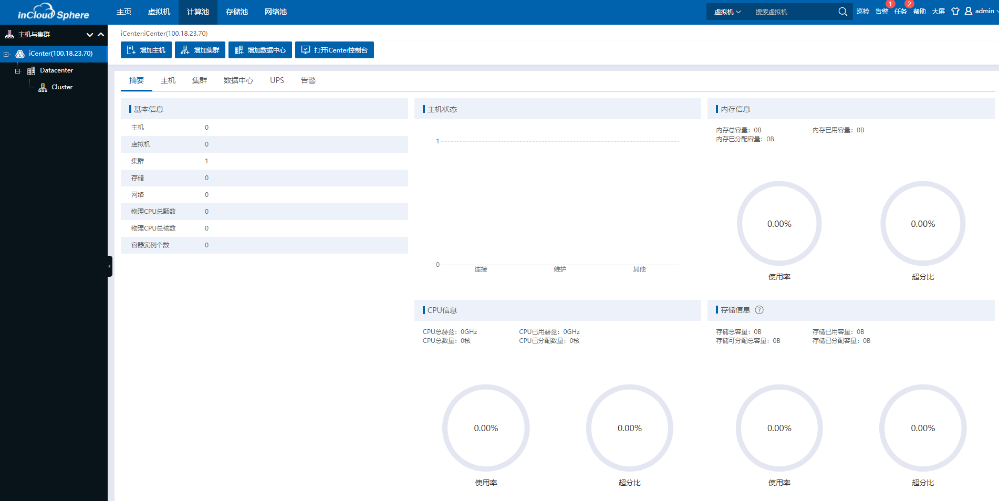 inCloud Sphere
主页 虚拟机 计算池 存储池 网络池
虚拟机 搜索虚拟机 巡检 告警 1 任务 2 帮助 大屏 admin
主机与集群
iCenter(100.18.23.70)
Datacenter
Cluster
iCenter:iCenter(100.18.23.70)
增加主机 增加集群 增加数据中心 打开iCenter控制台
摘要 主机 集群 数据中心 UPS 告警
基本信息
主机 0
虚拟机 0
集群 1
存储 0
网络 0
物理CPU总颗数 0
物理CPU总核数 0
容器实例个数 0
主机状态
1
0
连接 维护 其他
内存信息
内存总容量：0B 内存已用容量：0B
内存已分配容量：0B
0.00% 0.00%
使用率 超分比
CPU信息
CPU总赫兹：0GHz CPU已用赫兹：0GHz
CPU总数量：0核 CPU已分配数量：0核
0.00% 0.00%
使用率 超分比
存储信息 ?
存储总容量：0B 存储已用容量：0B
存储可分配总容量：0B 存储已分配容量：0B
0.00% 0.00%
使用率 超分比